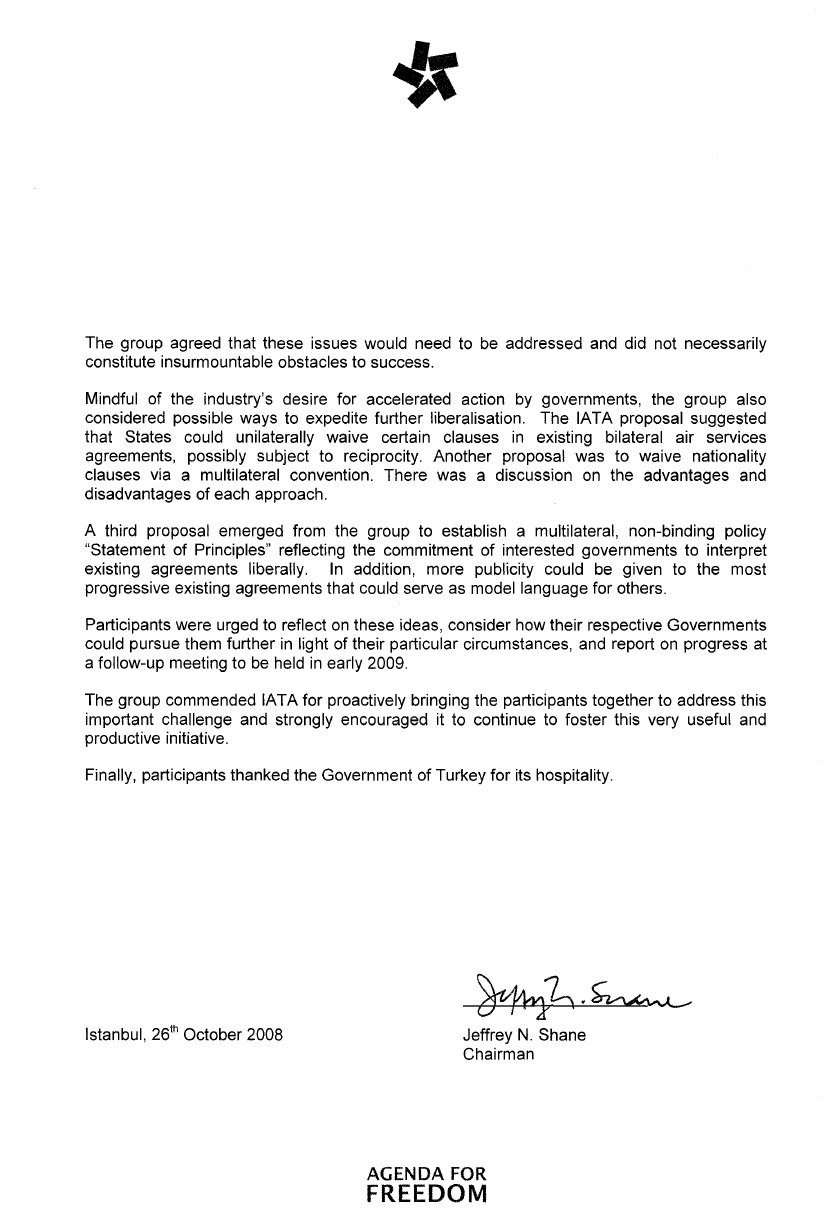 The group agreed that these issues would need to be addressed and did not necessarily
constitute insurmountable obstacles to success.
Mindful of the industry's desire for accelerated action by governments, the group also
considered possible ways to expedite further liberalisation. The IATA proposal suggested
that States could unilaterally waive certain clauses in existing bilateral air services
agreements, possibly subject to reciprocity. Another proposal was to waive nationality
clauses via a multilateral convention. There was a discussion on the advantages and
disadvantages of each approach.
A third proposal emerged from the group to establish a multilateral, non-binding policy
“Statement of Principles” reflecting the commitment of interested governments to interpret
existing agreements liberally. In addition, more publicity could be given to the most
progressive existing agreements that could serve as model language for others.
Participants were urged to reflect on these ideas, consider how their respective Governments
could pursue them further in light of their particular circumstances, and report on progress at
a follow-up meeting to be held in early 2009.
The group commended IATA for proactively bringing the participants together to address this
important challenge and strongly encouraged it to continue to foster this very useful and
productive initiative.
Finally, participants thanked the Government of Turkey for its hospitality.
Jeffrey N. Shane
Istanbul, 26th October 2008
Jeffrey N. Shane
Chairman
AGENDA FOR
FREEDOM